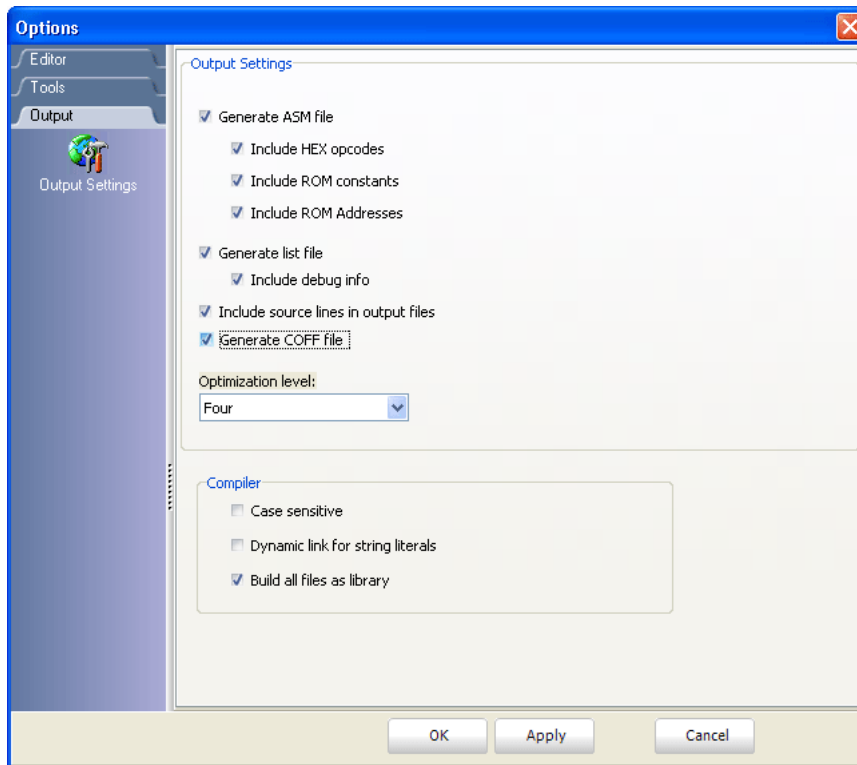 Options
Editor
Tools
Output
Output Settings
Output Settings
Generate ASM file
Include HEX opcodes
Include ROM constants
Include ROM Addresses
Generate list file
Include debug info
Include source lines in output files
Generate COFF file
Optimization level:
Four
Compiler
Case sensitive
Dynamic link for string literals
Build all files as library
OK Apply Cancel